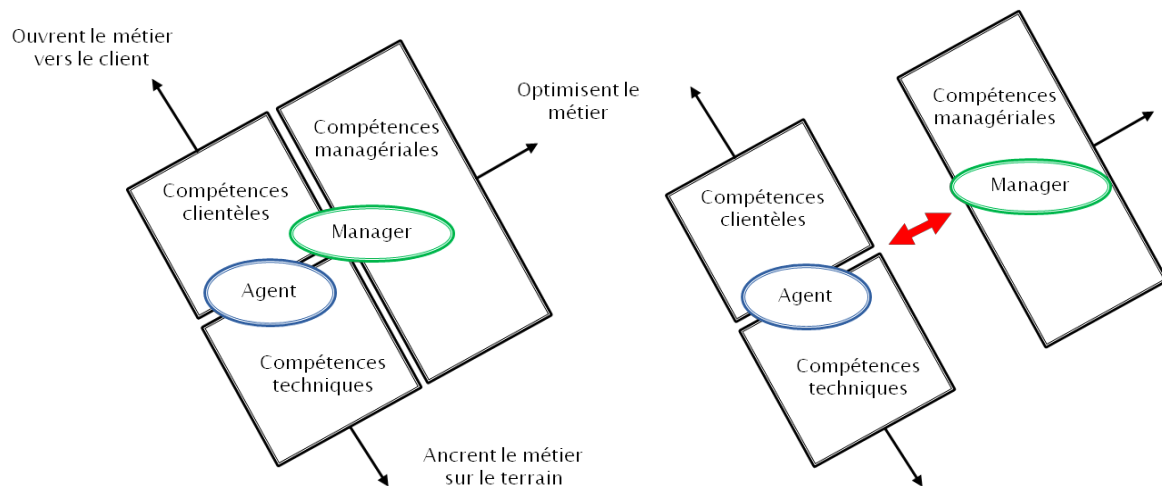 Ouvrent le métier
vers le client
Optimisent le
métier
Compétences
managériales
Compétences
clientèles
Manager
Agent
Compétences
techniques
Ancrent le métier
sur le terrain
Compétences
managériales
Manager
Compétences
clientèles
Agent
Compétences
techniques